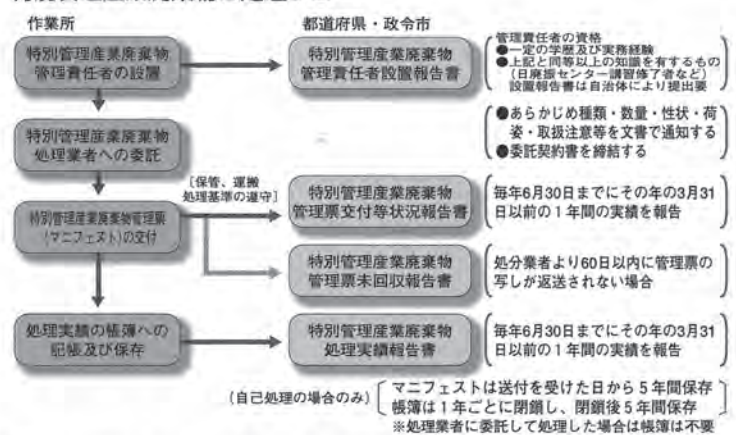 作業所
都道府県・政令市
特別管理産業廃棄物
管理責任者の設置
特別管理産業廃棄物
管理責任者設置報告書
管理責任者の資格
●一定の学歴及び実務経験
●上記と同等以上の知識を有するもの
（日廃振センター講習修了者など）
設置報告書は自治体により提出要
特別管理産業廃棄物
処理業者への委託
●あらかじめ種類・数量・性状・荷
姿・取扱注意等を文書で通知する
●委託契約書を締結する
〔保管、運搬
処理基準の遵守〕
特別管理産業廃棄物管理票
(マニフェスト)の交付
特別管理産業廃棄物
管理票交付等状況報告書
毎年6月30日までにその年の3月31
日以前の1年間の実績を報告
特別管理産業廃棄物
管理票未回収報告書
処分業者より60日以内に管理票の
写しが返送されない場合
処理実績の帳簿への
記帳及び保存
特別管理産業廃棄物
処理実績報告書
毎年6月30日までにその年の3月31
日以前の1年間の実績を報告
(自己処理の場合のみ)
マニフェストは送付を受けた日から5年間保存
帳簿は1年ごとに閉鎖し、閉鎖後5年間保存
※処理業者に委託して処理した場合は帳簿は不要